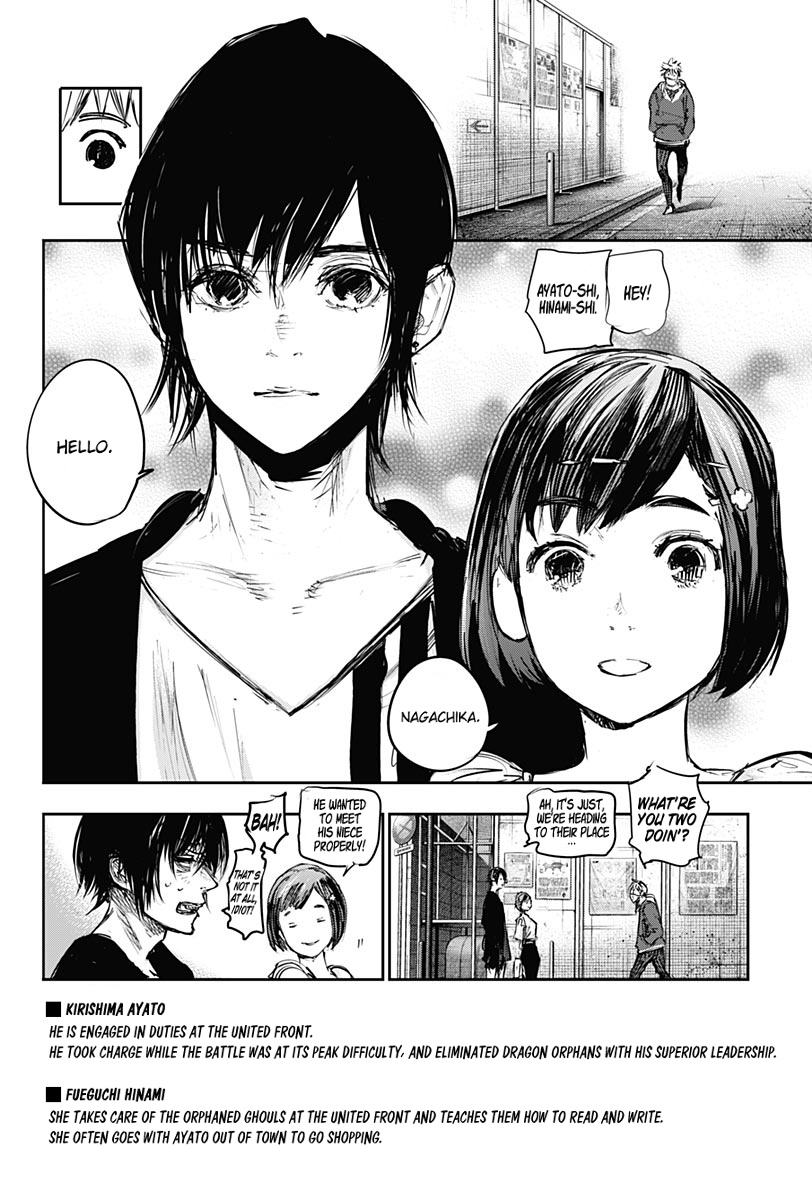 HEY!
AYATO-SHI,
HINAMI-SHI.
HELLO.
NAGACHIKA.
WHAT'RE
YOU TWO
DOIN'?
AH, IT'S JUST,
WE'RE HEADING
TO THEIR PLACE
...
HE WANTED
TO MEET
HIS NIECE
PROPERLY!
BAH!
THAT'S
NOT IT
AT ALL,
IDIOT!
KIRISHIMA AYATO
HE IS ENGAGED IN DUTIES AT THE UNITED FRONT.
HE TOOK CHARGE WHILE THE BATTLE WAS AT ITS PEAK DIFFICULTY, AND ELIMINATED DRAGON ORPHANS WITH HIS SUPERIOR LEADERSHIP.
FUEGUCHI HINAMI
SHE TAKES CARE OF THE ORPHANED GHOULS AT THE UNITED FRONT AND TEACHES THEM HOW TO READ AND WRITE.
SHE OFTEN GOES WITH AYATO OUT OF TOWN TO GO SHOPPING.